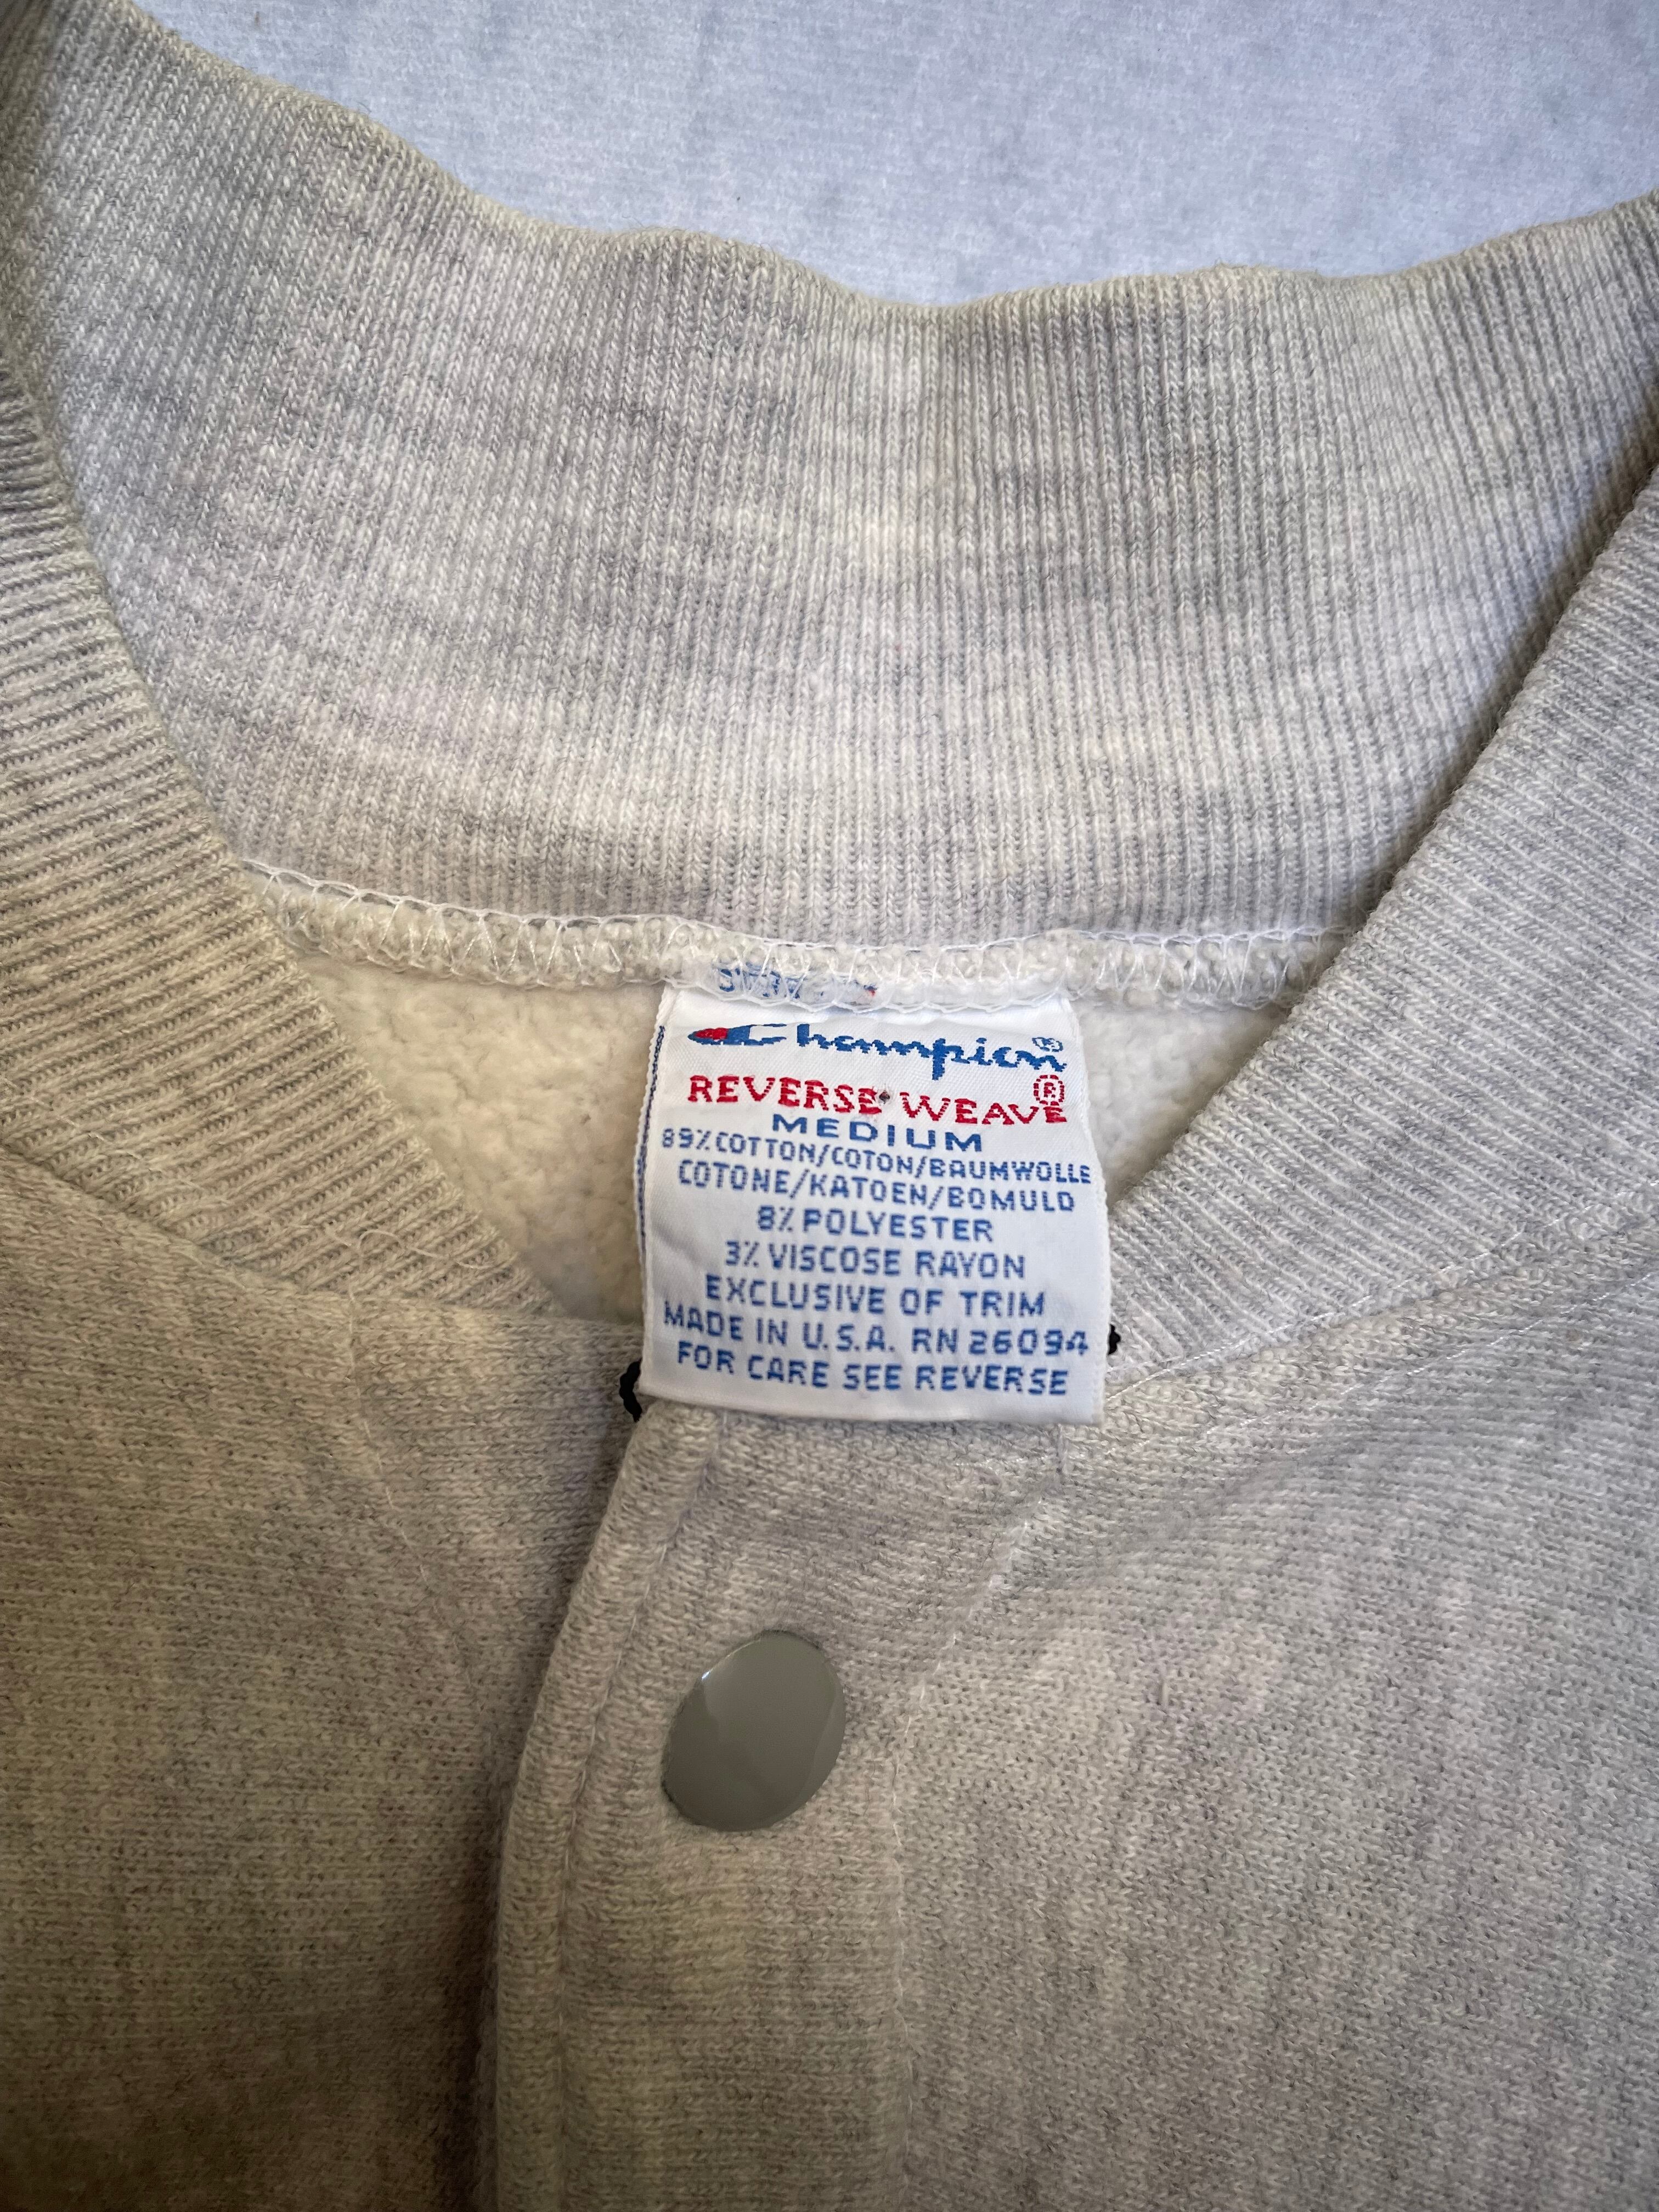 Champion®
REVERSE WEAVE®
MEDIUM
89% COTTON/COTON/BAUMWOLLE
COTONE/KATOEN/BOMULD
8% POLYESTER
3% VISCOSE RAYON
EXCLUSIVE OF TRIM
MADE IN U.S.A. RN 26094
FOR CARE SEE REVERSE